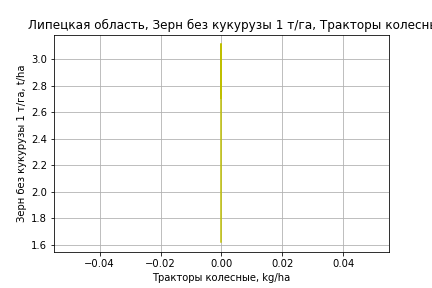 Липецкая область, Зерн без кукурузы 1 т/га, Тракторы колесн
3.0
2.8
2.6
2.4
2.2
2.0
1.8
1.6
Зерн без кукурузы 1 т/га, t/ha
−0.04 −0.02 0.00 0.02 0.04
Тракторы колесные, kg/ha